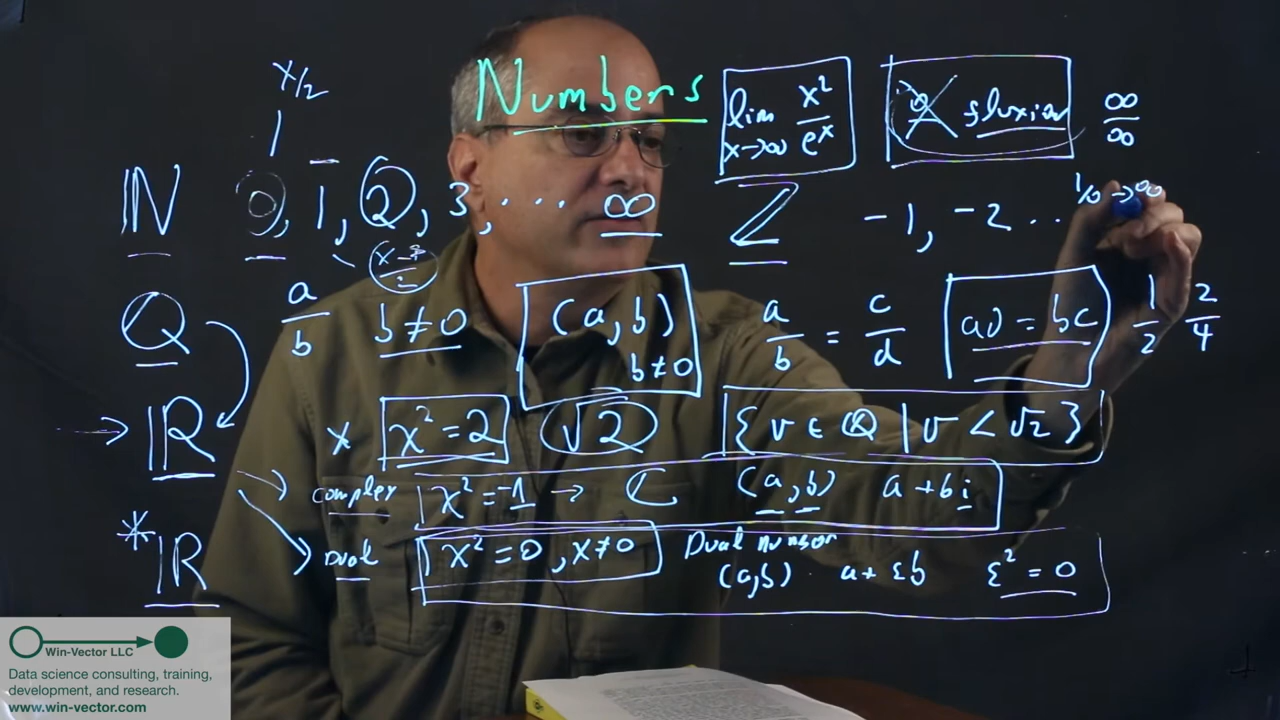 Numbers
x/2
1
lim x→∞ x²/eˣ
fluxion
∞/∞
ℕ 0, 1, 2, 3, ... ∞ ℤ -1, -2 ... 1/0 → ∞
ℚ a/b b≠0 (a, b) b≠0 a/b = c/d ad = bc 1/2 2/4
→ ℝ x x² = 2 √2 {v ∈ ℚ | v < √2}
→ complex x² = -1 → ℂ (a, b) a + bi
*ℝ → Dual x² = 0, x≠0 Dual number (a,b) a + εb ε² = 0
Win-Vector LLC
Data science consulting, training,
development, and research.
www.win-vector.com